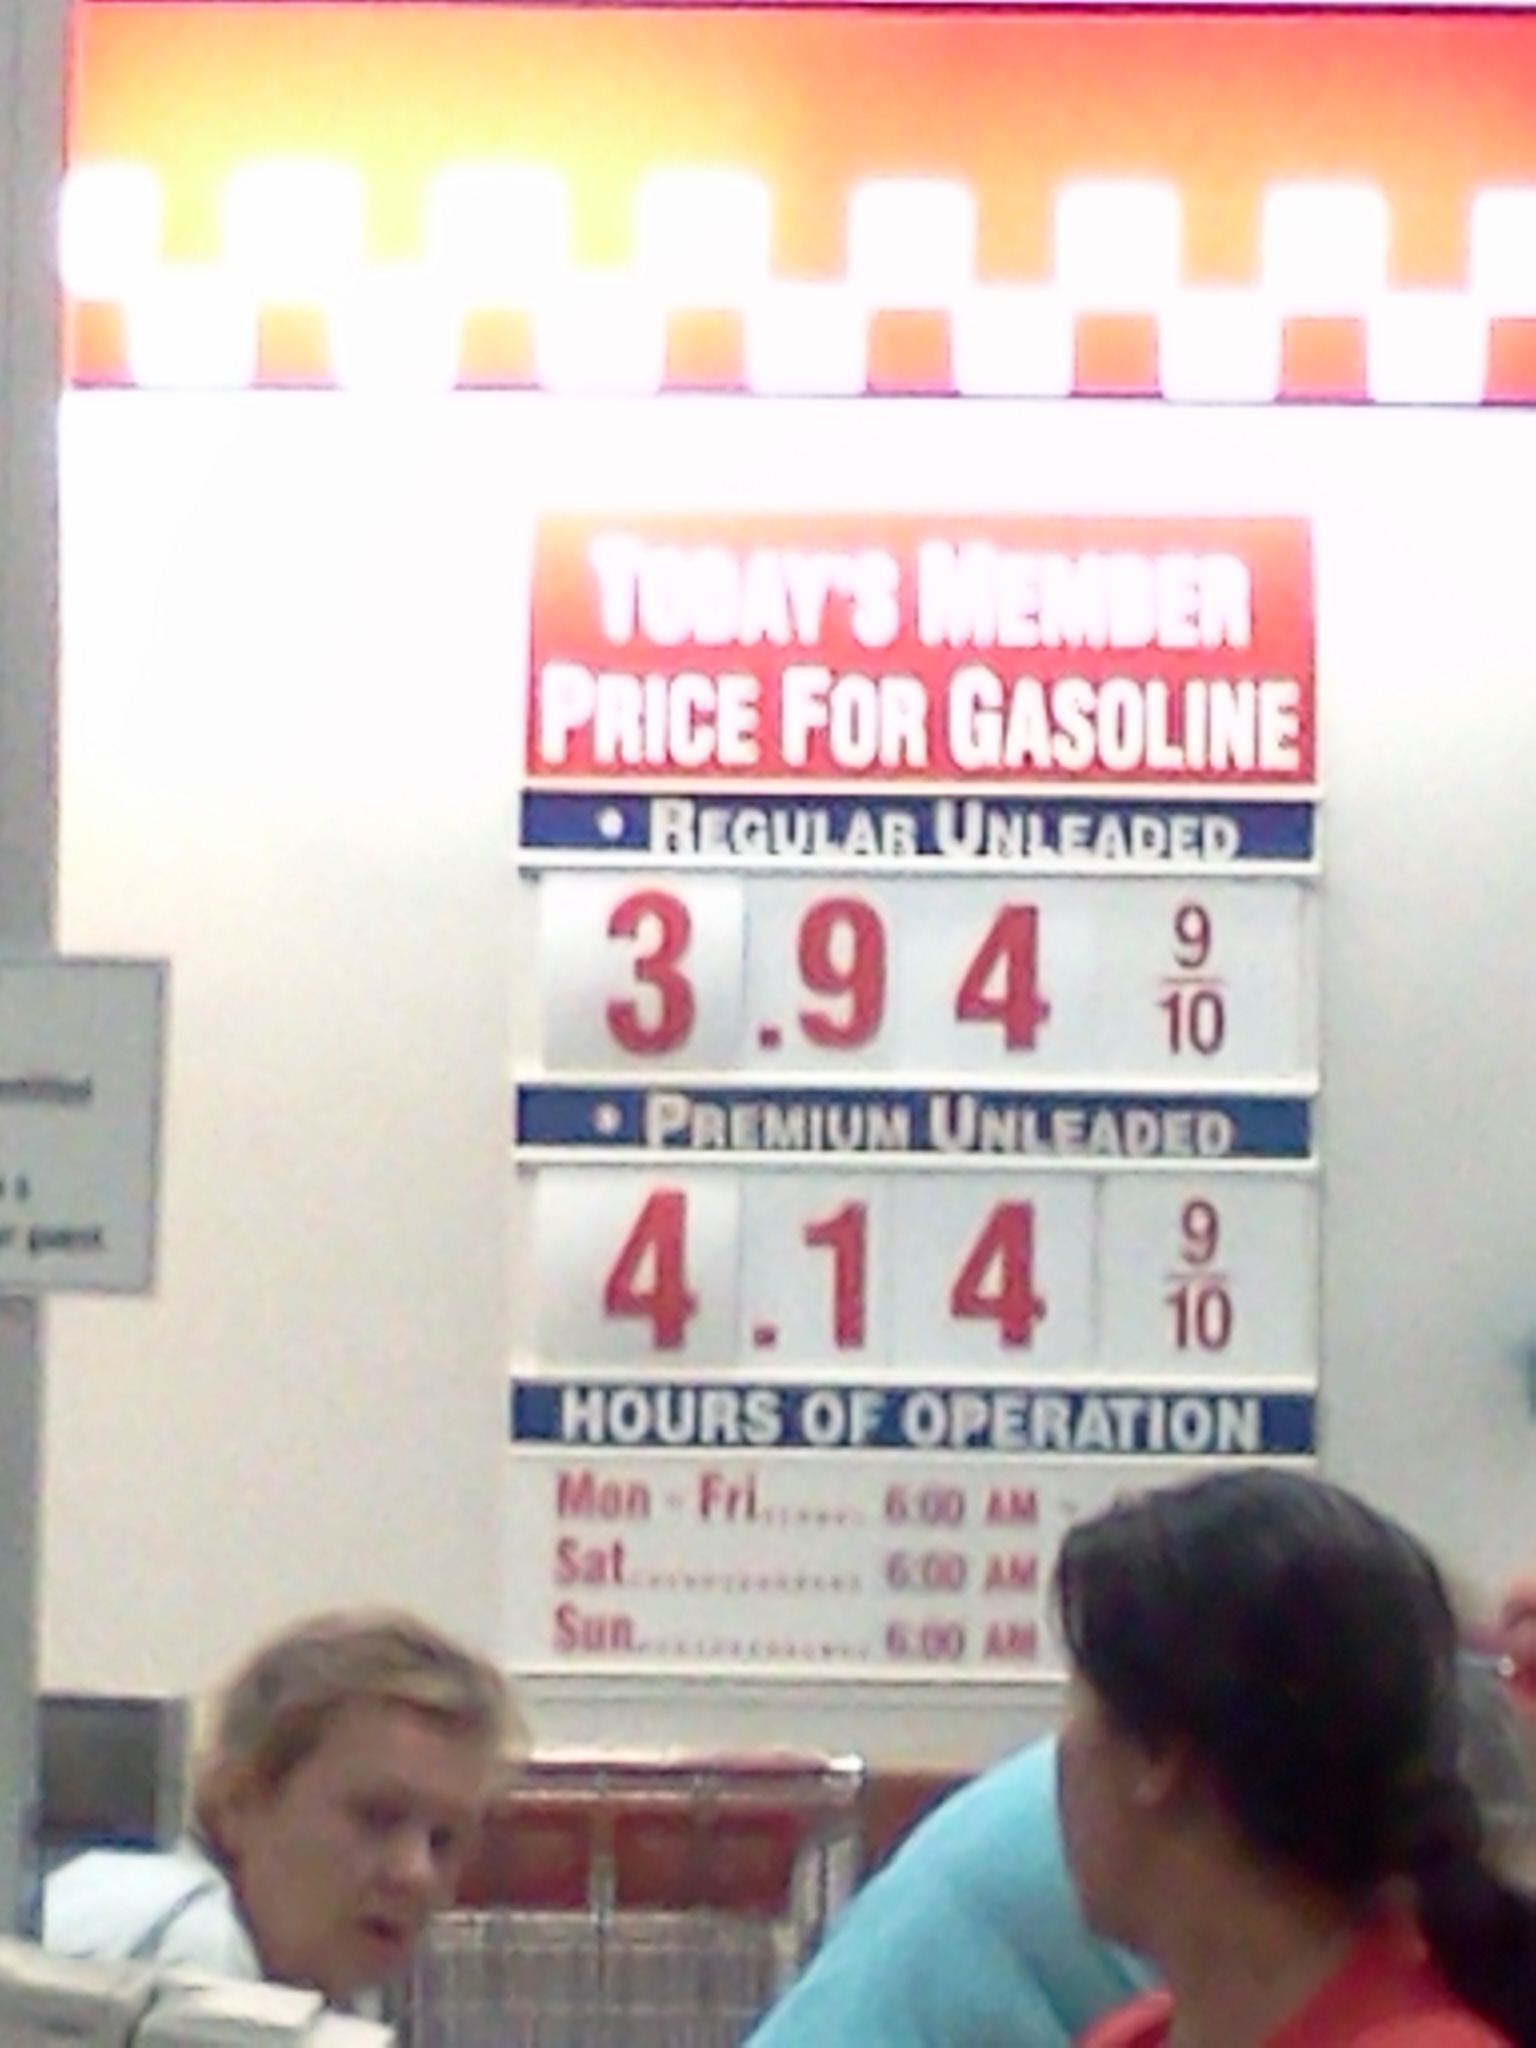 TODAY'S MEMBER
PRICE FOR GASOLINE
• REGULAR UNLEADED
3.94 9/10
• PREMIUM UNLEADED
4.14 9/10
HOURS OF OPERATION
Mon - Fri...... 6:00 AM -
Sat.............. 6:00 AM
Sun.............. 6:00 AM
guest